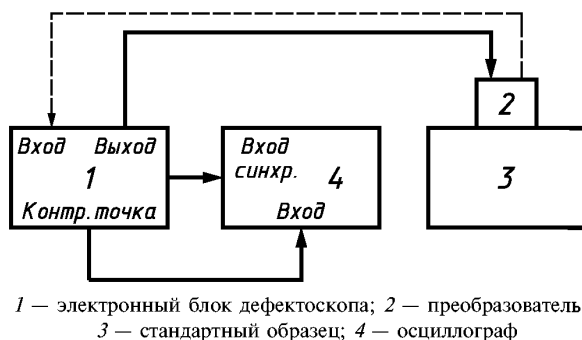 2
Вход Выход
1
Контр. точка
Вход
синхр. 4
Вход
3
1 — электронный блок дефектоскопа; 2 — преобразователь
3 — стандартный образец; 4 — осциллограф